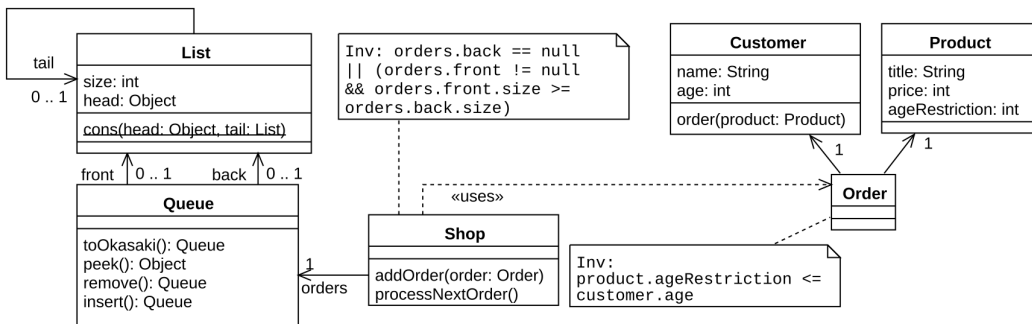 List
tail
0 .. 1
size: int
head: Object
cons(head: Object, tail: List)
front
0 .. 1
back
0 .. 1
Queue
toOkasaki(): Queue
peek(): Object
remove(): Queue
insert(): Queue
Inv: orders.back == null
|| (orders.front != null
&& orders.front.size >=
orders.back.size)
«uses»
Shop
addOrder(order: Order)
processNextOrder()
1
orders
Customer
name: String
age: int
order(product: Product)
Product
title: String
price: int
ageRestriction: int
1
1
Order
Inv:
product.ageRestriction <=
customer.age